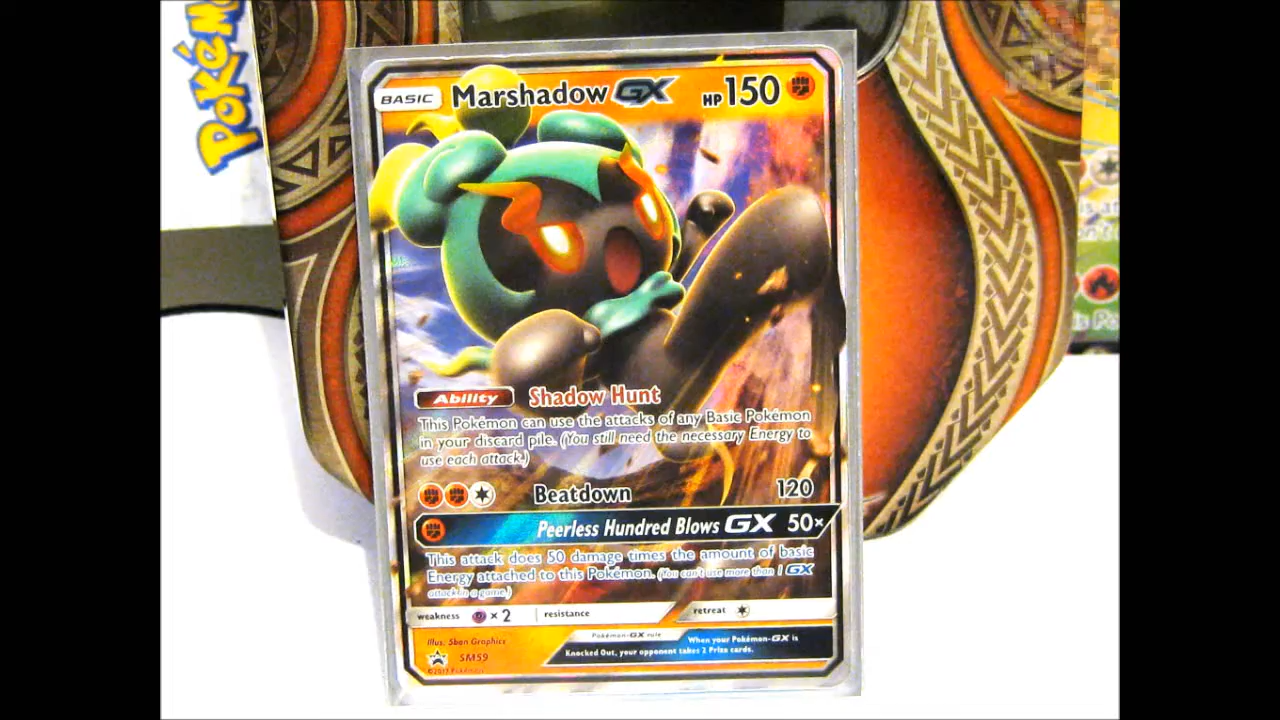 POKÉM
BASIC Marshadow GX HP 150
Ability Shadow Hunt
This Pokémon can use the attacks of any Basic Pokémon
in your discard pile. (You still need the necessary Energy to
use each attack.)
Beatdown 120
Peerless Hundred Blows GX 50×
This attack does 50 damage times the amount of basic
Energy attached to this Pokémon. (You can't use more than 1 GX
attack in a game.)
weakness × 2 resistance retreat
Illus. 5ban Graphics
Pokémon-GX rule
When your Pokémon-GX is
Knocked Out, your opponent takes 2 Prize cards.
SM59
©2017 Pokémon